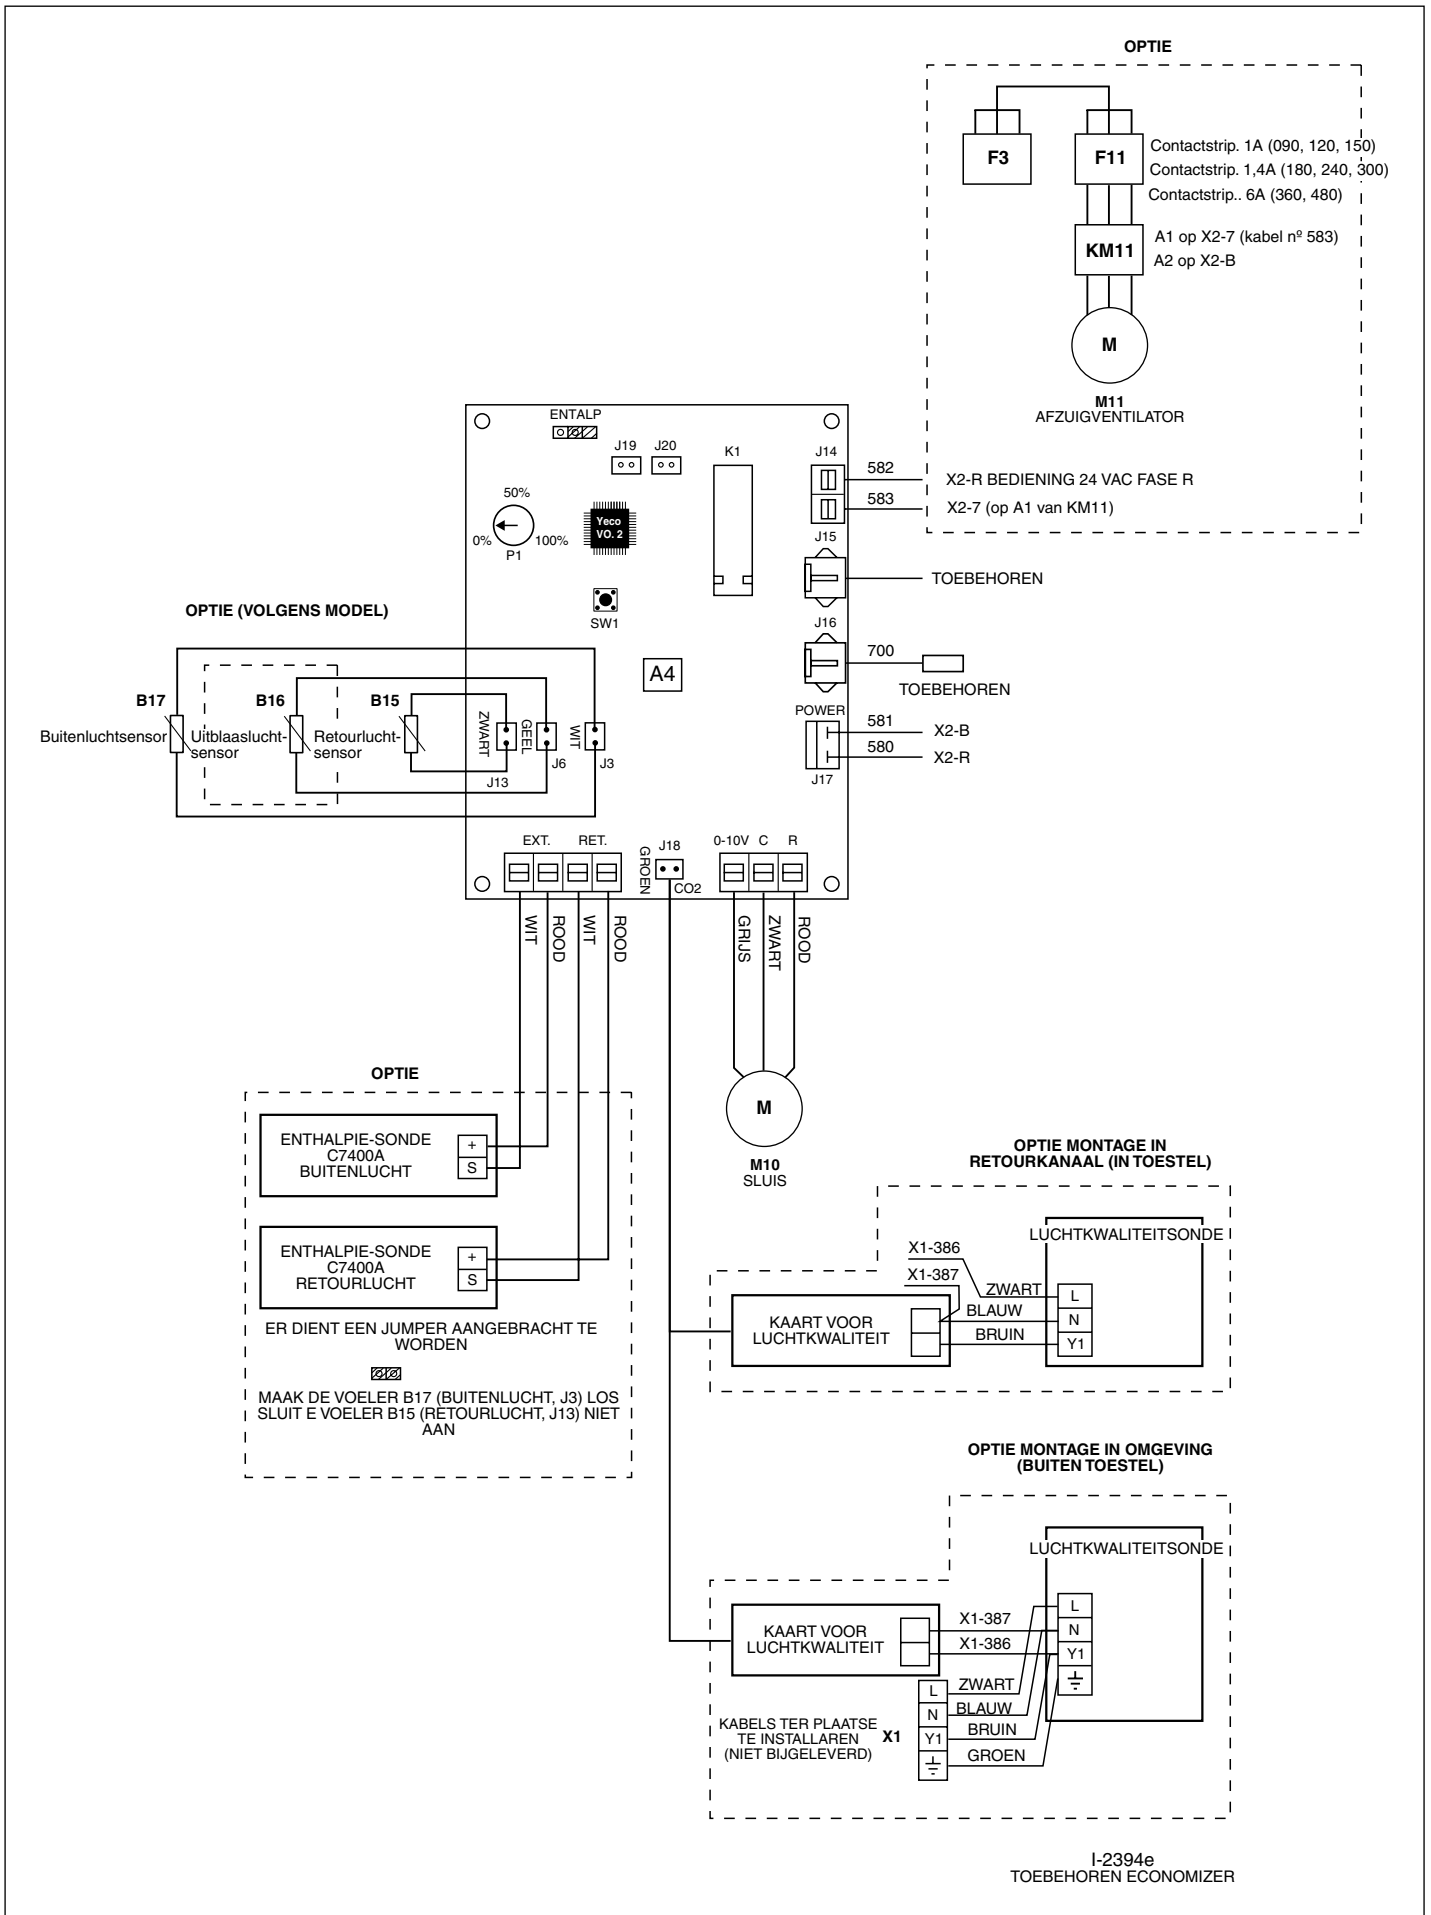 OPTIE
F3
F11
Contactstrip. 1A (090, 120, 150)
Contactstrip. 1,4A (180, 240, 300)
Contactstrip.. 6A (360, 480)
KM11
A1 op X2-7 (kabel nº 583)
A2 op X2-B
M
M11
AFZUIGVENTILATOR
ENTALP
J19
J20
K1
J14
582
X2-R BEDIENING 24 VAC FASE R
583
X2-7 (op A1 van KM11)
50%
0%
100%
P1
Yeco
VO. 2
J15
TOEBEHOREN
SW1
J16
700
TOEBEHOREN
A4
OPTIE (VOLGENS MODEL)
B17
B16
B15
Buitenluchtsensor
Uitblaaslucht-
sensor
Retourlucht-
sensor
ZWART
GEEL
WIT
J13
J6
J3
POWER
581
X2-B
580
X2-R
J17
EXT.
RET.
GROEN
J18
CO2
0-10V
C
R
WIT
ROOD
WIT
ROOD
GRIJS
ZWART
ROOD
M
M10
SLUIS
OPTIE
ENTHALPIE-SONDE
C7400A
BUITENLUCHT
+
S
ENTHALPIE-SONDE
C7400A
RETOURLUCHT
+
S
ER DIENT EEN JUMPER AANGEBRACHT TE
WORDEN
MAAK DE VOELER B17 (BUITENLUCHT, J3) LOS
SLUIT E VOELER B15 (RETOURLUCHT, J13) NIET
AAN
OPTIE MONTAGE IN
RETOURKANAAL (IN TOESTEL)
LUCHTKWALITEITSONDE
X1-386
X1-387
ZWART
BLAUW
BRUIN
L
N
Y1
KAART VOOR
LUCHTKWALITEIT
OPTIE MONTAGE IN OMGEVING
(BUITEN TOESTEL)
LUCHTKWALITEITSONDE
KAART VOOR
LUCHTKWALITEIT
X1-387
X1-386
L
N
Y1
KABELS TER PLAATSE
TE INSTALLAREN
(NIET BIJGELEVERD)
X1
L
N
Y1
ZWART
BLAUW
BRUIN
GROEN
I-2394e
TOEBEHOREN ECONOMIZER